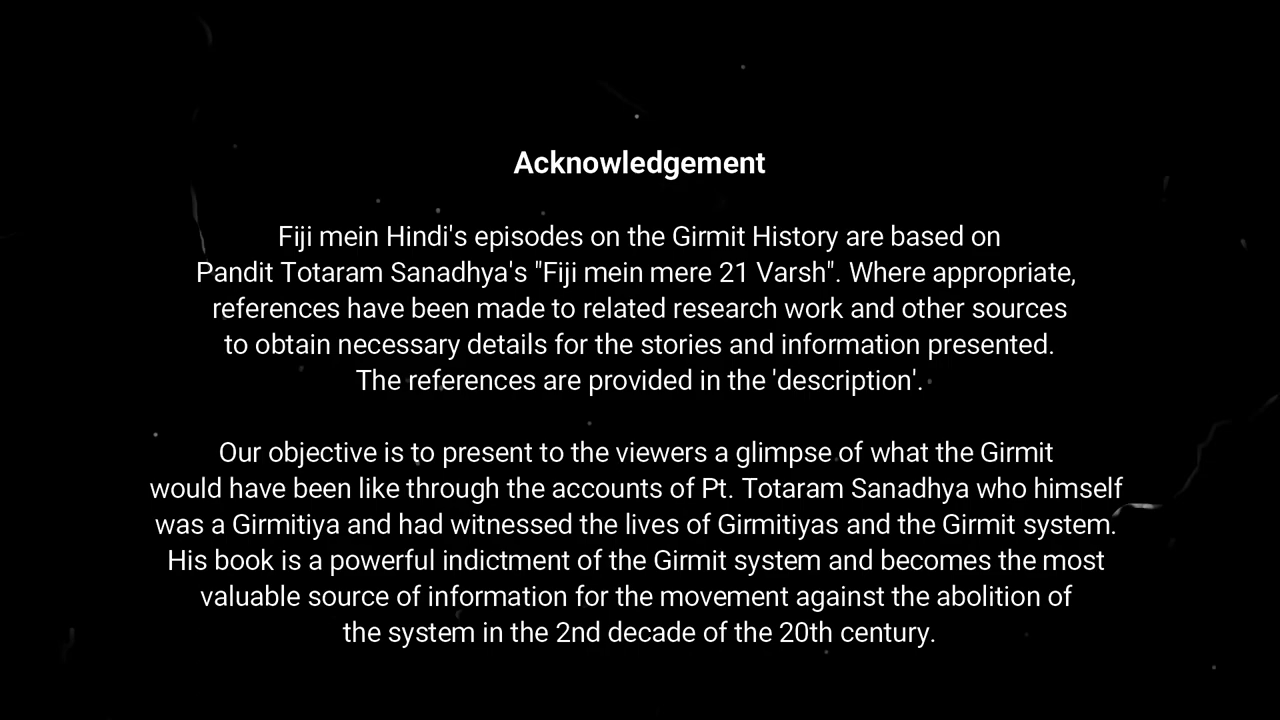 Acknowledgement
Fiji mein Hindi's episodes on the Girmit History are based on
Pandit Totaram Sanadhya's "Fiji mein mere 21 Varsh". Where appropriate,
references have been made to related research work and other sources
to obtain necessary details for the stories and information presented.
The references are provided in the 'description'.
Our objective is to present to the viewers a glimpse of what the Girmit
would have been like through the accounts of Pt. Totaram Sanadhya who himself
was a Girmitiya and had witnessed the lives of Girmitiyas and the Girmit system.
His book is a powerful indictment of the Girmit system and becomes the most
valuable source of information for the movement against the abolition of
the system in the 2nd decade of the 20th century.